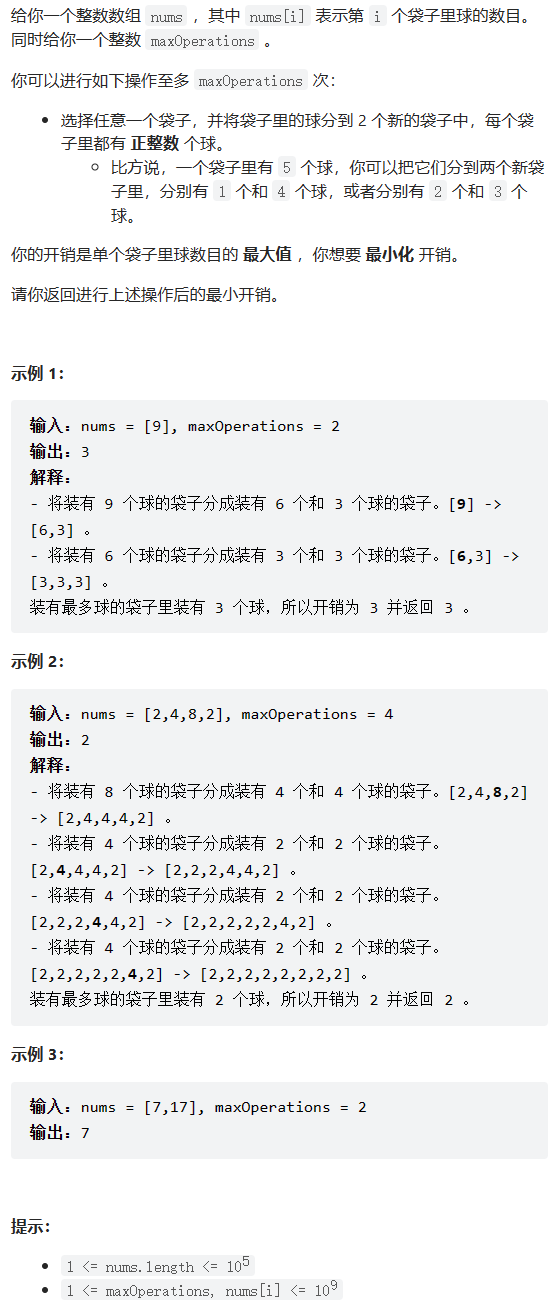 给你一个整数数组 nums ，其中 nums[i] 表示第 i 个袋子里球的数目。
同时给你一个整数 maxOperations 。
你可以进行如下操作至多 maxOperations 次：
• 选择任意一个袋子，并将袋子里的球分到 2 个新的袋子中，每个袋
子里都有 正整数 个球。
◦ 比方说，一个袋子里有 5 个球，你可以把它们分到两个新袋
子里，分别有 1 个和 4 个球，或者分别有 2 个和 3 个
球。
你的开销是单个袋子里球数目的 最大值 ，你想要 最小化 开销。
请你返回进行上述操作后的最小开销。
示例 1：
输入：nums = [9], maxOperations = 2
输出：3
解释：
- 将装有 9 个球的袋子分成装有 6 个和 3 个球的袋子。[9] ->
[6,3] 。
- 将装有 6 个球的袋子分成装有 3 个和 3 个球的袋子。[6,3] ->
[3,3,3] 。
装有最多球的袋子里装有 3 个球，所以开销为 3 并返回 3 。
示例 2：
输入：nums = [2,4,8,2], maxOperations = 4
输出：2
解释：
- 将装有 8 个球的袋子分成装有 4 个和 4 个球的袋子。[2,4,8,2]
-> [2,4,4,4,2] 。
- 将装有 4 个球的袋子分成装有 2 个和 2 个球的袋子。
[2,4,4,4,2] -> [2,2,2,4,4,2] 。
- 将装有 4 个球的袋子分成装有 2 个和 2 个球的袋子。
[2,2,2,4,4,2] -> [2,2,2,2,2,4,2] 。
- 将装有 4 个球的袋子分成装有 2 个和 2 个球的袋子。
[2,2,2,2,2,4,2] -> [2,2,2,2,2,2,2,2] 。
装有最多球的袋子里装有 2 个球，所以开销为 2 并返回 2 。
示例 3：
输入：nums = [7,17], maxOperations = 2
输出：7
提示：
• 1 <= nums.length <= 10⁵
• 1 <= maxOperations, nums[i] <= 10⁹